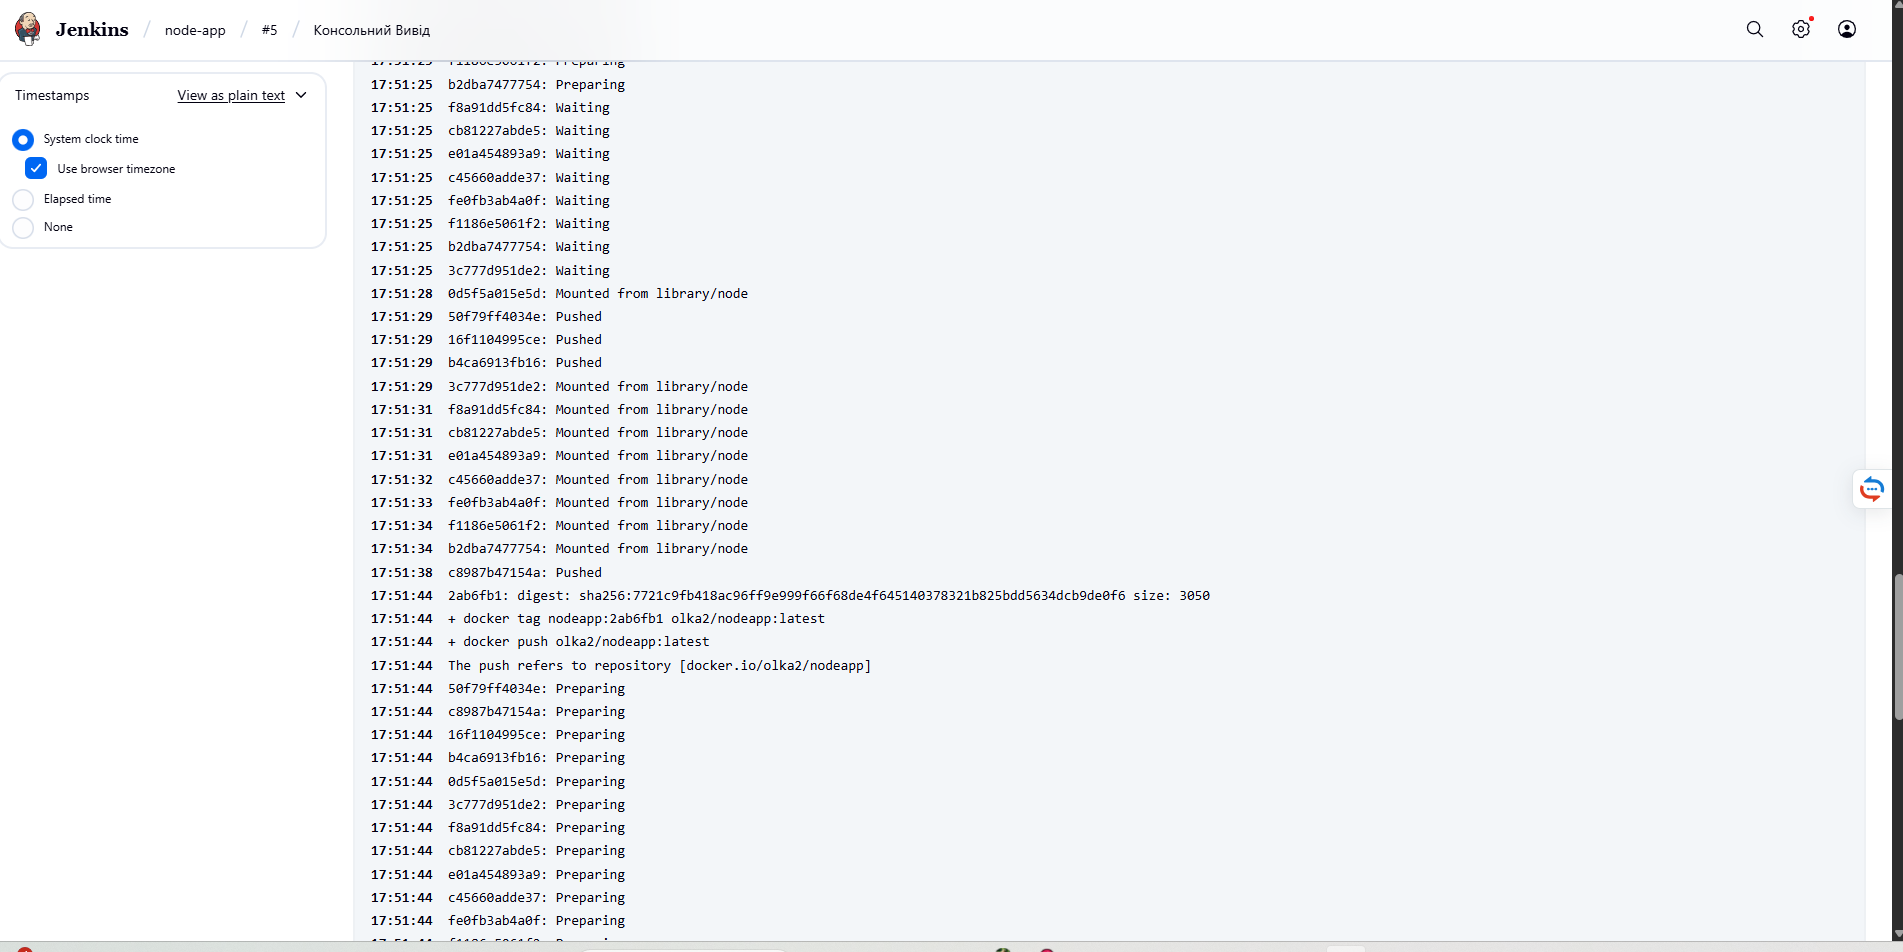 Jenkins / node-app / #5 / Консольний Вивід
Timestamps View as plain text
System clock time
Use browser timezone
Elapsed time
None
17:51:25 f1186e5061f2: Preparing
17:51:25 b2dba7477754: Preparing
17:51:25 f8a91dd5fc84: Waiting
17:51:25 cb81227abde5: Waiting
17:51:25 e01a454893a9: Waiting
17:51:25 c45660adde37: Waiting
17:51:25 fe0fb3ab4a0f: Waiting
17:51:25 f1186e5061f2: Waiting
17:51:25 b2dba7477754: Waiting
17:51:25 3c777d951de2: Waiting
17:51:28 0d5f5a015e5d: Mounted from library/node
17:51:29 50f79ff4034e: Pushed
17:51:29 16f1104995ce: Pushed
17:51:29 b4ca6913fb16: Pushed
17:51:29 3c777d951de2: Mounted from library/node
17:51:31 f8a91dd5fc84: Mounted from library/node
17:51:31 cb81227abde5: Mounted from library/node
17:51:31 e01a454893a9: Mounted from library/node
17:51:32 c45660adde37: Mounted from library/node
17:51:33 fe0fb3ab4a0f: Mounted from library/node
17:51:34 f1186e5061f2: Mounted from library/node
17:51:34 b2dba7477754: Mounted from library/node
17:51:38 c8987b47154a: Pushed
17:51:44 2ab6fb1: digest: sha256:7721c9fb418ac96ff9e999f66f68de4f645140378321b825bdd5634dcb9de0f6 size: 3050
17:51:44 + docker tag nodeapp:2ab6fb1 olka2/nodeapp:latest
17:51:44 + docker push olka2/nodeapp:latest
17:51:44 The push refers to repository [docker.io/olka2/nodeapp]
17:51:44 50f79ff4034e: Preparing
17:51:44 c8987b47154a: Preparing
17:51:44 16f1104995ce: Preparing
17:51:44 b4ca6913fb16: Preparing
17:51:44 0d5f5a015e5d: Preparing
17:51:44 3c777d951de2: Preparing
17:51:44 f8a91dd5fc84: Preparing
17:51:44 cb81227abde5: Preparing
17:51:44 e01a454893a9: Preparing
17:51:44 c45660adde37: Preparing
17:51:44 fe0fb3ab4a0f: Preparing